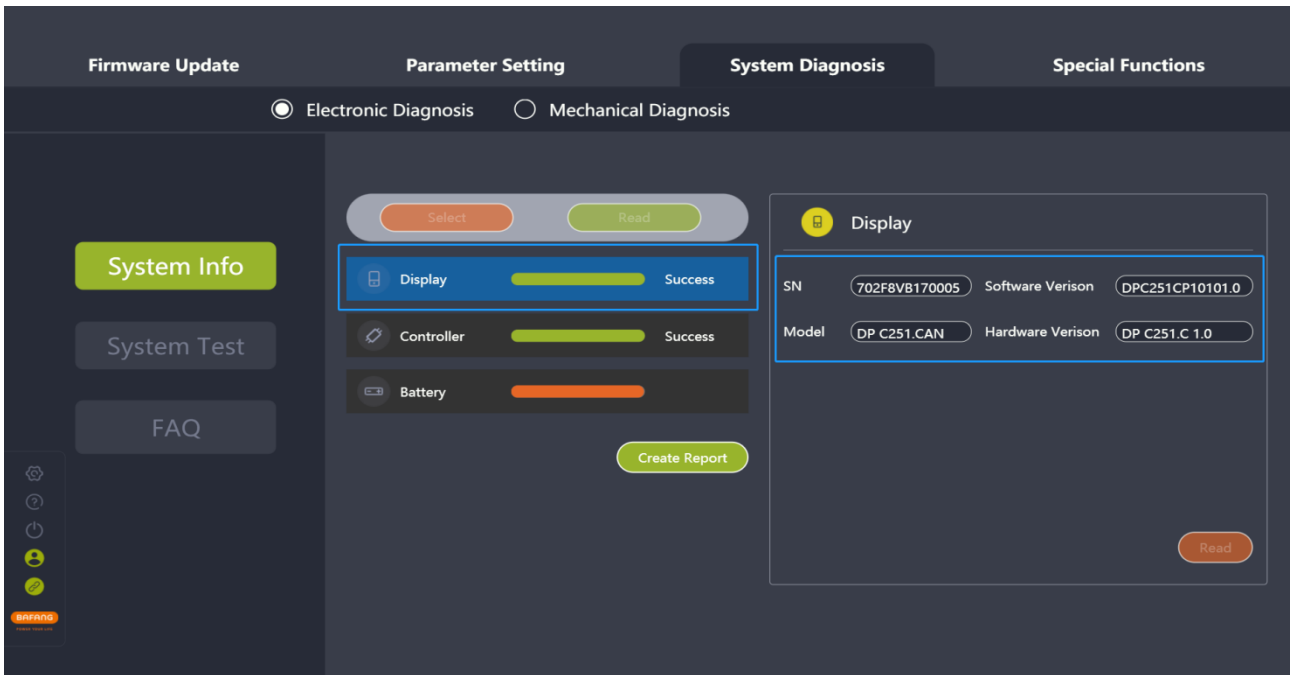 Firmware Update
Parameter Setting
System Diagnosis
Special Functions
Electronic Diagnosis
Mechanical Diagnosis
System Info
System Test
FAQ
BAFANG
Select
Read
Display
Success
Controller
Success
Battery
Create Report
Display
SN 702F8VB170005 Software Verison DPC251CP10101.0
Model DP C251.CAN Hardware Verison DP C251.C 1.0
Read